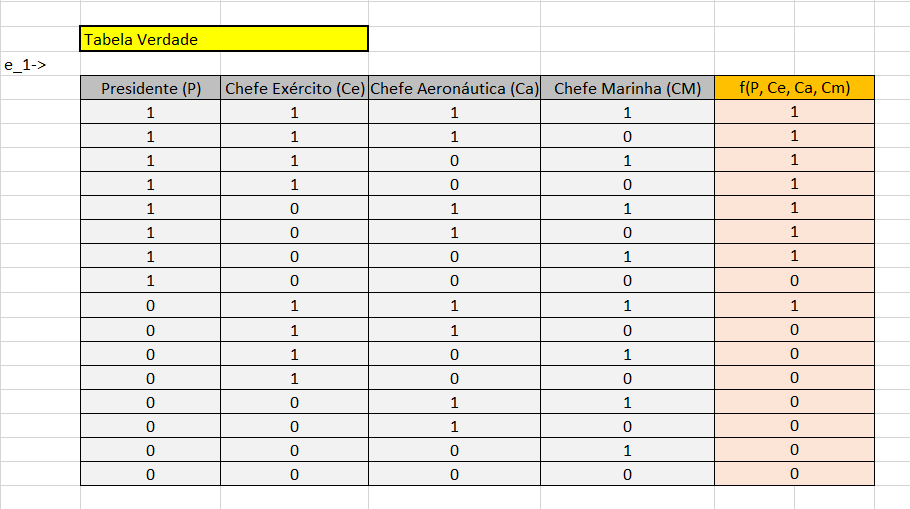 Tabela Verdade
e_1->
Presidente (P) Chefe Exército (Ce) Chefe Aeronáutica (Ca) Chefe Marinha (CM) f(P, Ce, Ca, Cm)
1 1 1 1 1
1 1 1 0 1
1 1 0 1 1
1 1 0 0 1
1 0 1 1 1
1 0 1 0 1
1 0 0 1 1
1 0 0 0 0
0 1 1 1 1
0 1 1 0 0
0 1 0 1 0
0 1 0 0 0
0 0 1 1 0
0 0 1 0 0
0 0 0 1 0
0 0 0 0 0